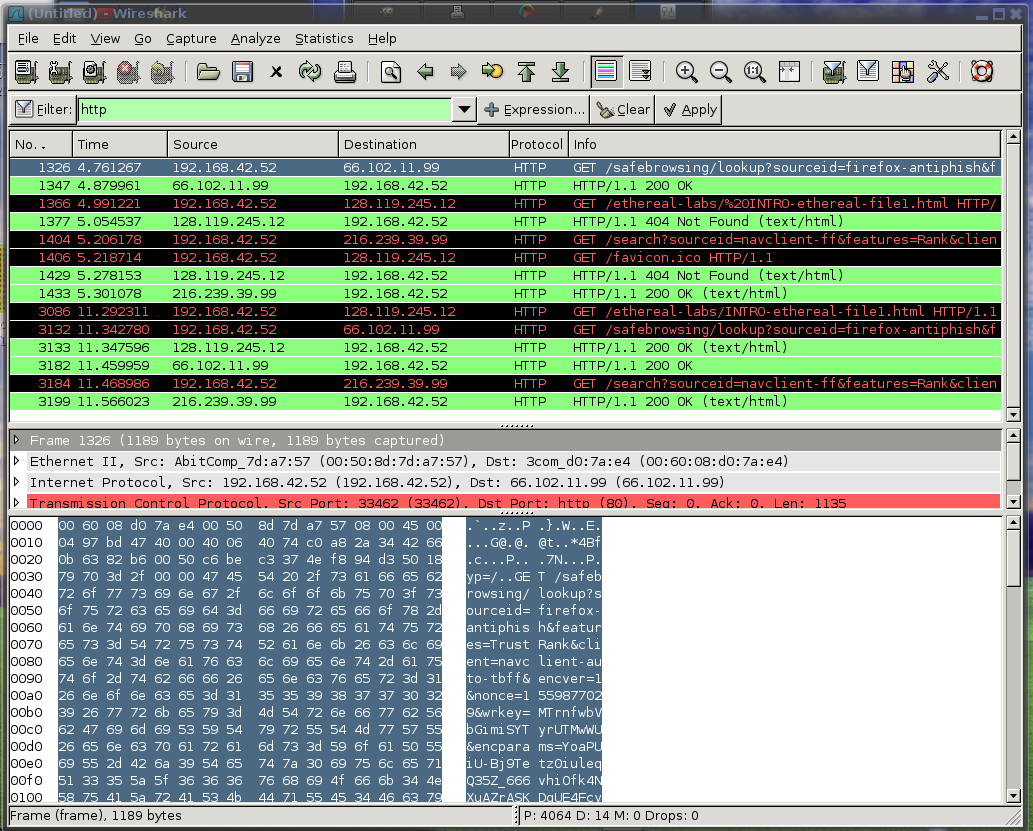 (Untitled) - Wireshark
File Edit View Go Capture Analyze Statistics Help
Filter: http Expression... Clear Apply
No. . Time Source Destination Protocol Info
1326 4.761267 192.168.42.52 66.102.11.99 HTTP GET /safebrowsing/lookup?sourceid=firefox-antiphish&f
1347 4.879961 66.102.11.99 192.168.42.52 HTTP HTTP/1.1 200 OK
1366 4.991221 192.168.42.52 128.119.245.12 HTTP GET /ethereal-labs/%20INTRO-ethereal-file1.html HTTP/
1377 5.054537 128.119.245.12 192.168.42.52 HTTP HTTP/1.1 404 Not Found (text/html)
1404 5.206178 192.168.42.52 216.239.39.99 HTTP GET /search?sourceid=navclient-ff&features=Rank&clien
1406 5.218714 192.168.42.52 128.119.245.12 HTTP GET /favicon.ico HTTP/1.1
1429 5.278153 128.119.245.12 192.168.42.52 HTTP HTTP/1.1 404 Not Found (text/html)
1433 5.301078 216.239.39.99 192.168.42.52 HTTP HTTP/1.1 200 OK (text/html)
3086 11.292311 192.168.42.52 128.119.245.12 HTTP GET /ethereal-labs/INTRO-ethereal-file1.html HTTP/1.1
3132 11.342780 192.168.42.52 66.102.11.99 HTTP GET /safebrowsing/lookup?sourceid=firefox-antiphish&f
3133 11.347596 128.119.245.12 192.168.42.52 HTTP HTTP/1.1 200 OK (text/html)
3182 11.459959 66.102.11.99 192.168.42.52 HTTP HTTP/1.1 200 OK
3184 11.468986 192.168.42.52 216.239.39.99 HTTP GET /search?sourceid=navclient-ff&features=Rank&clien
3199 11.566023 216.239.39.99 192.168.42.52 HTTP HTTP/1.1 200 OK (text/html)
Frame 1326 (1189 bytes on wire, 1189 bytes captured)
Ethernet II, Src: AbitComp_7d:a7:57 (00:50:8d:7d:a7:57), Dst: 3com_d0:7a:e4 (00:60:08:d0:7a:e4)
Internet Protocol, Src: 192.168.42.52 (192.168.42.52), Dst: 66.102.11.99 (66.102.11.99)
Transmission Control Protocol, Src Port: 33462 (33462), Dst Port: http (80), Seq: 0, Ack: 0, Len: 1135
0000 00 60 08 d0 7a e4 00 50 8d 7d a7 57 08 00 45 00 .`..z..P .}.W..E.
0010 04 97 bd 47 40 00 40 06 40 74 c0 a8 2a 34 42 66 ...G@.@. @t..*4Bf
0020 0b 63 82 b6 00 50 c6 be c3 37 4e f8 94 d3 50 18 .c...P.. .7N...P.
0030 79 70 3d 2f 00 00 47 45 54 20 2f 73 61 66 65 62 yp=/..GE T /safeb
0040 72 6f 77 73 69 6e 67 2f 6c 6f 6f 6b 75 70 3f 73 rowsing/ lookup?s
0050 6f 75 72 63 65 69 64 3d 66 69 72 65 66 6f 78 2d ourceid= firefox-
0060 61 6e 74 69 70 68 69 73 68 26 66 65 61 74 75 72 antiphis h&featur
0070 65 73 3d 54 72 75 73 74 52 61 6e 6b 26 63 6c 69 es=Trust Rank&cli
0080 65 6e 74 3d 6e 61 76 63 6c 69 65 6e 74 2d 61 75 ent=navc lient-au
0090 74 6f 2d 74 62 66 66 26 65 6e 63 76 65 72 3d 31 to-tbff& encver=1
00a0 26 6e 6f 6e 63 65 3d 31 35 35 39 38 37 37 30 32 &nonce=1 55987702
00b0 39 26 77 72 6b 65 79 3d 4d 54 72 6e 66 77 62 56 9&wrkey= MTrnfwbV
00c0 62 47 69 6d 69 53 59 54 79 72 55 54 4d 77 57 55 bGimiSYT yrUTMwWU
00d0 26 65 6e 63 70 61 72 61 6d 73 3d 59 6f 61 50 55 &encpara ms=YoaPU
00e0 69 55 2d 42 6a 39 54 65 74 7a 30 69 75 6c 65 71 iU-Bj9Te tz0iuleq
00f0 51 33 35 5a 5f 36 36 36 76 68 69 4f 66 6b 34 4e Q35Z_666 vhiOfk4N
0100 58 75 41 5a 72 41 53 4b 44 71 55 45 34 46 63 79 XuAZrASK DqUE4Fcy
Frame (frame), 1189 bytes P: 4064 D: 14 M: 0 Drops: 0